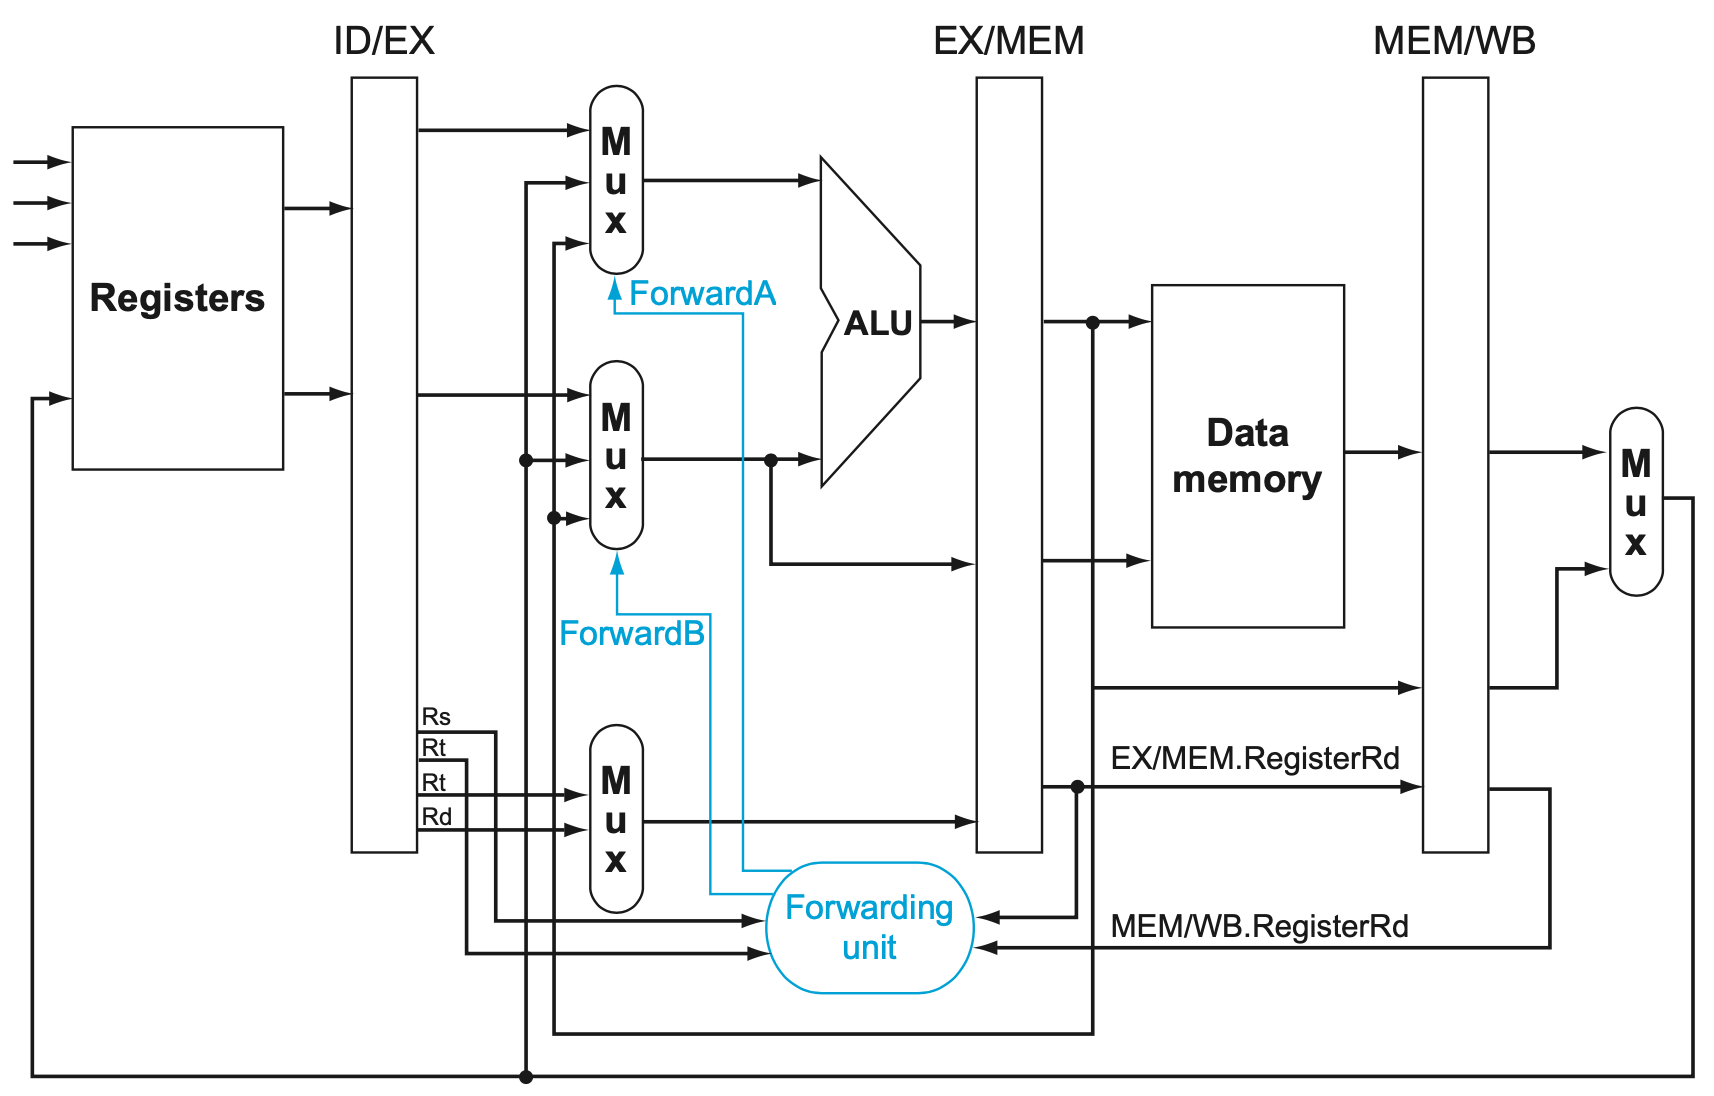 ID/EX
EX/MEM
MEM/WB
Registers
M
u
x
ForwardA
ALU
M
u
x
ForwardB
Data
memory
M
u
x
Rs
Rt
Rt
Rd
M
u
x
EX/MEM.RegisterRd
Forwarding
unit
MEM/WB.RegisterRd